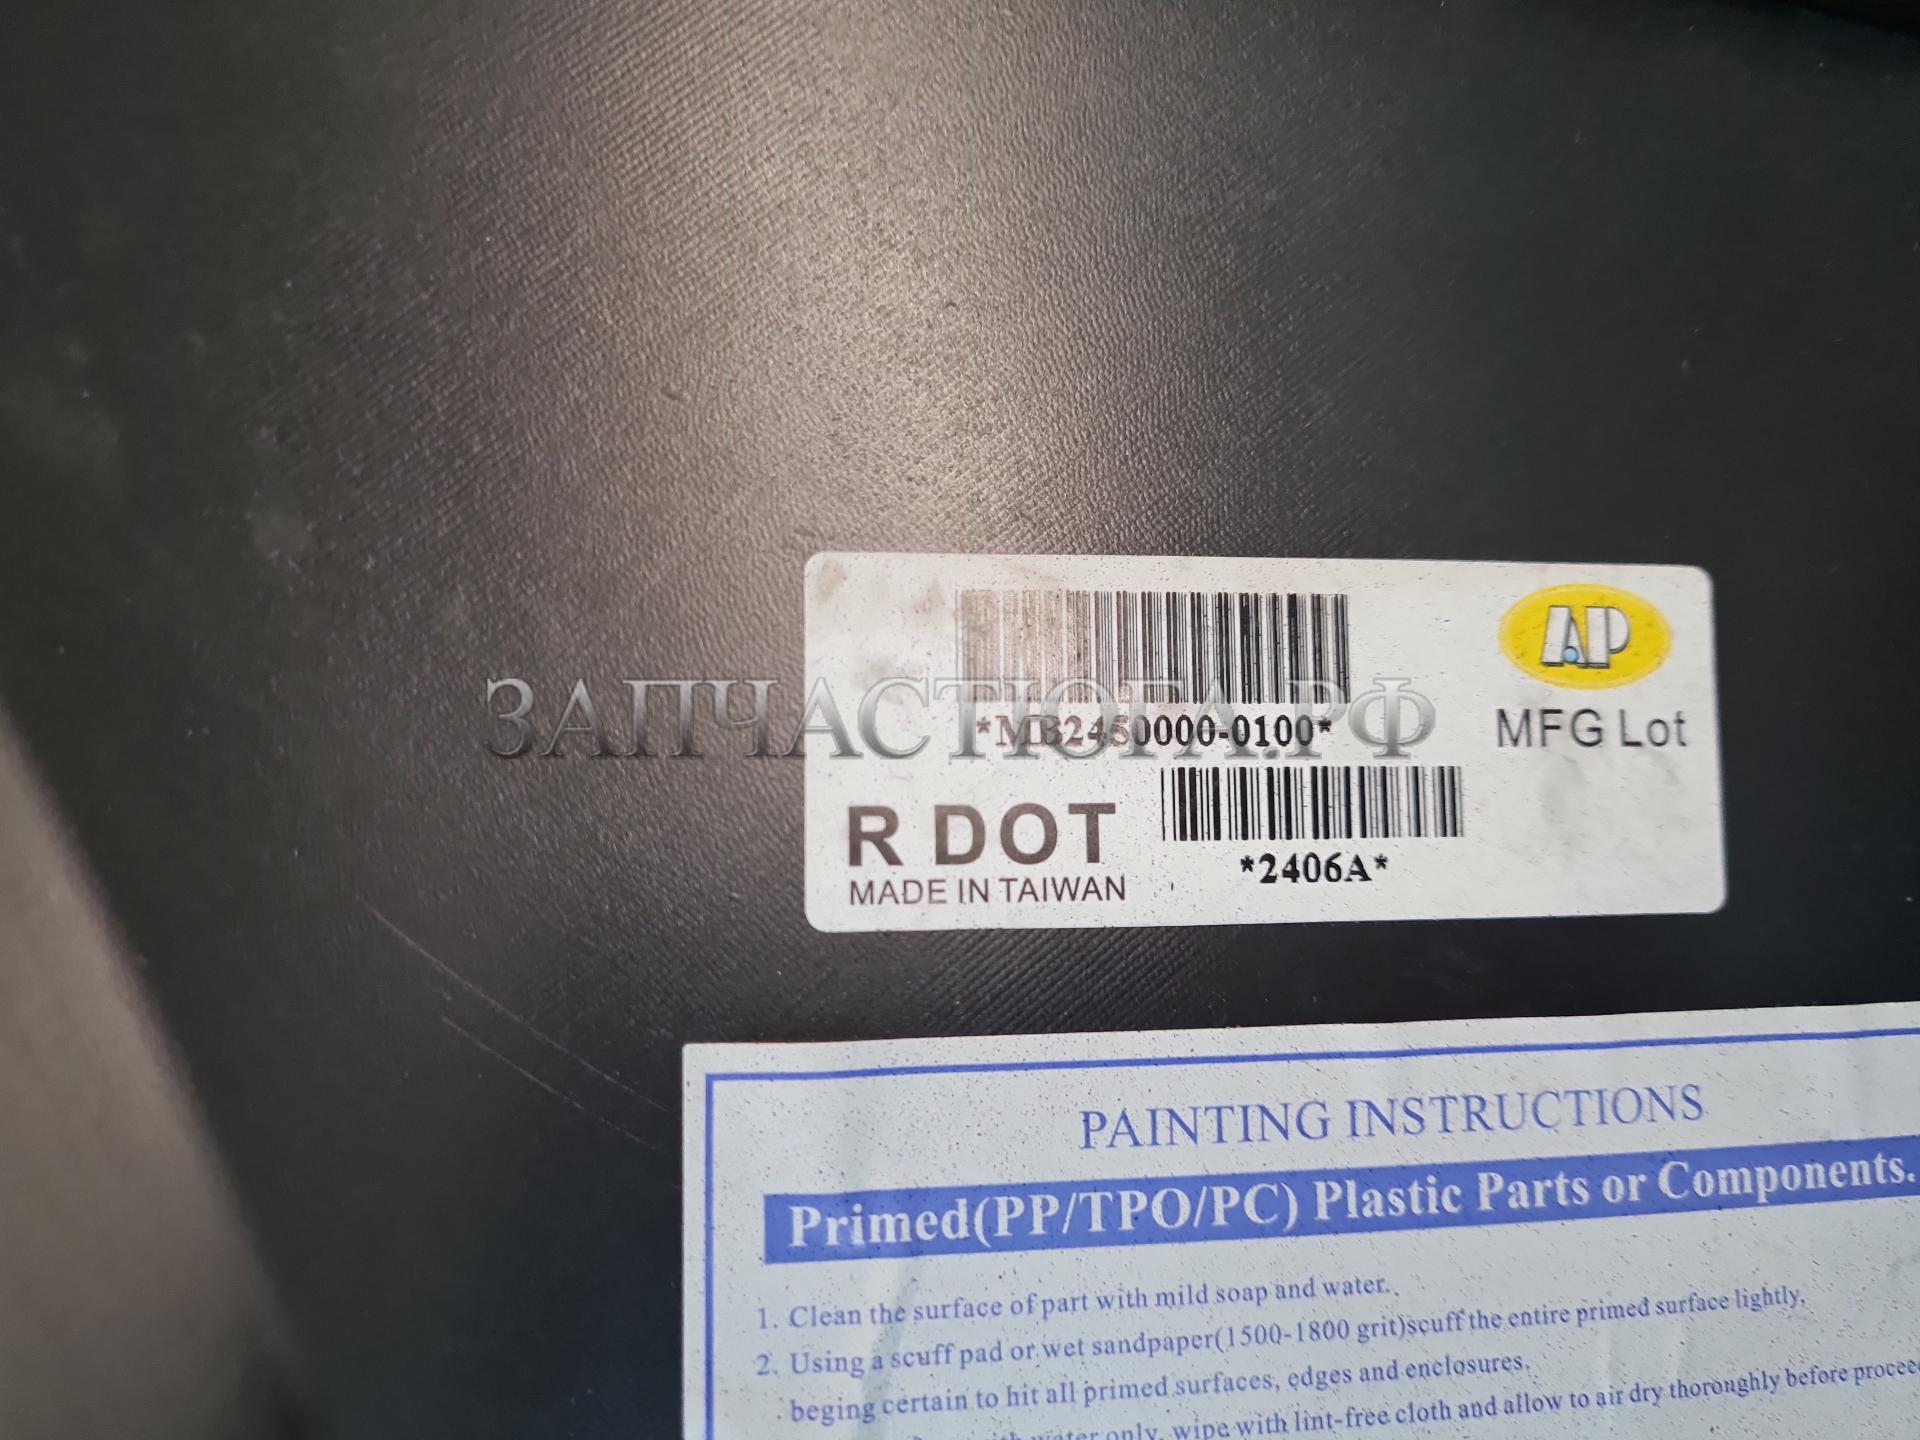 AP
ЗАПЧАСТЮГА.РФ
*MB2450000-0100*
MFG Lot
R DOT
MADE IN TAIWAN
*2406A*
PAINTING INSTRUCTIONS
Primed(PP/TPO/PC) Plastic Parts or Components.
1. Clean the surface of part with mild soap and water.
2. Using a scuff pad or wet sandpaper(1500-1800 grit)scuff the entire primed surface lightly,
beging certain to hit all primed surfaces, edges and enclosures.
with water only, wipe with lint-free cloth and allow to air dry thoroughly before